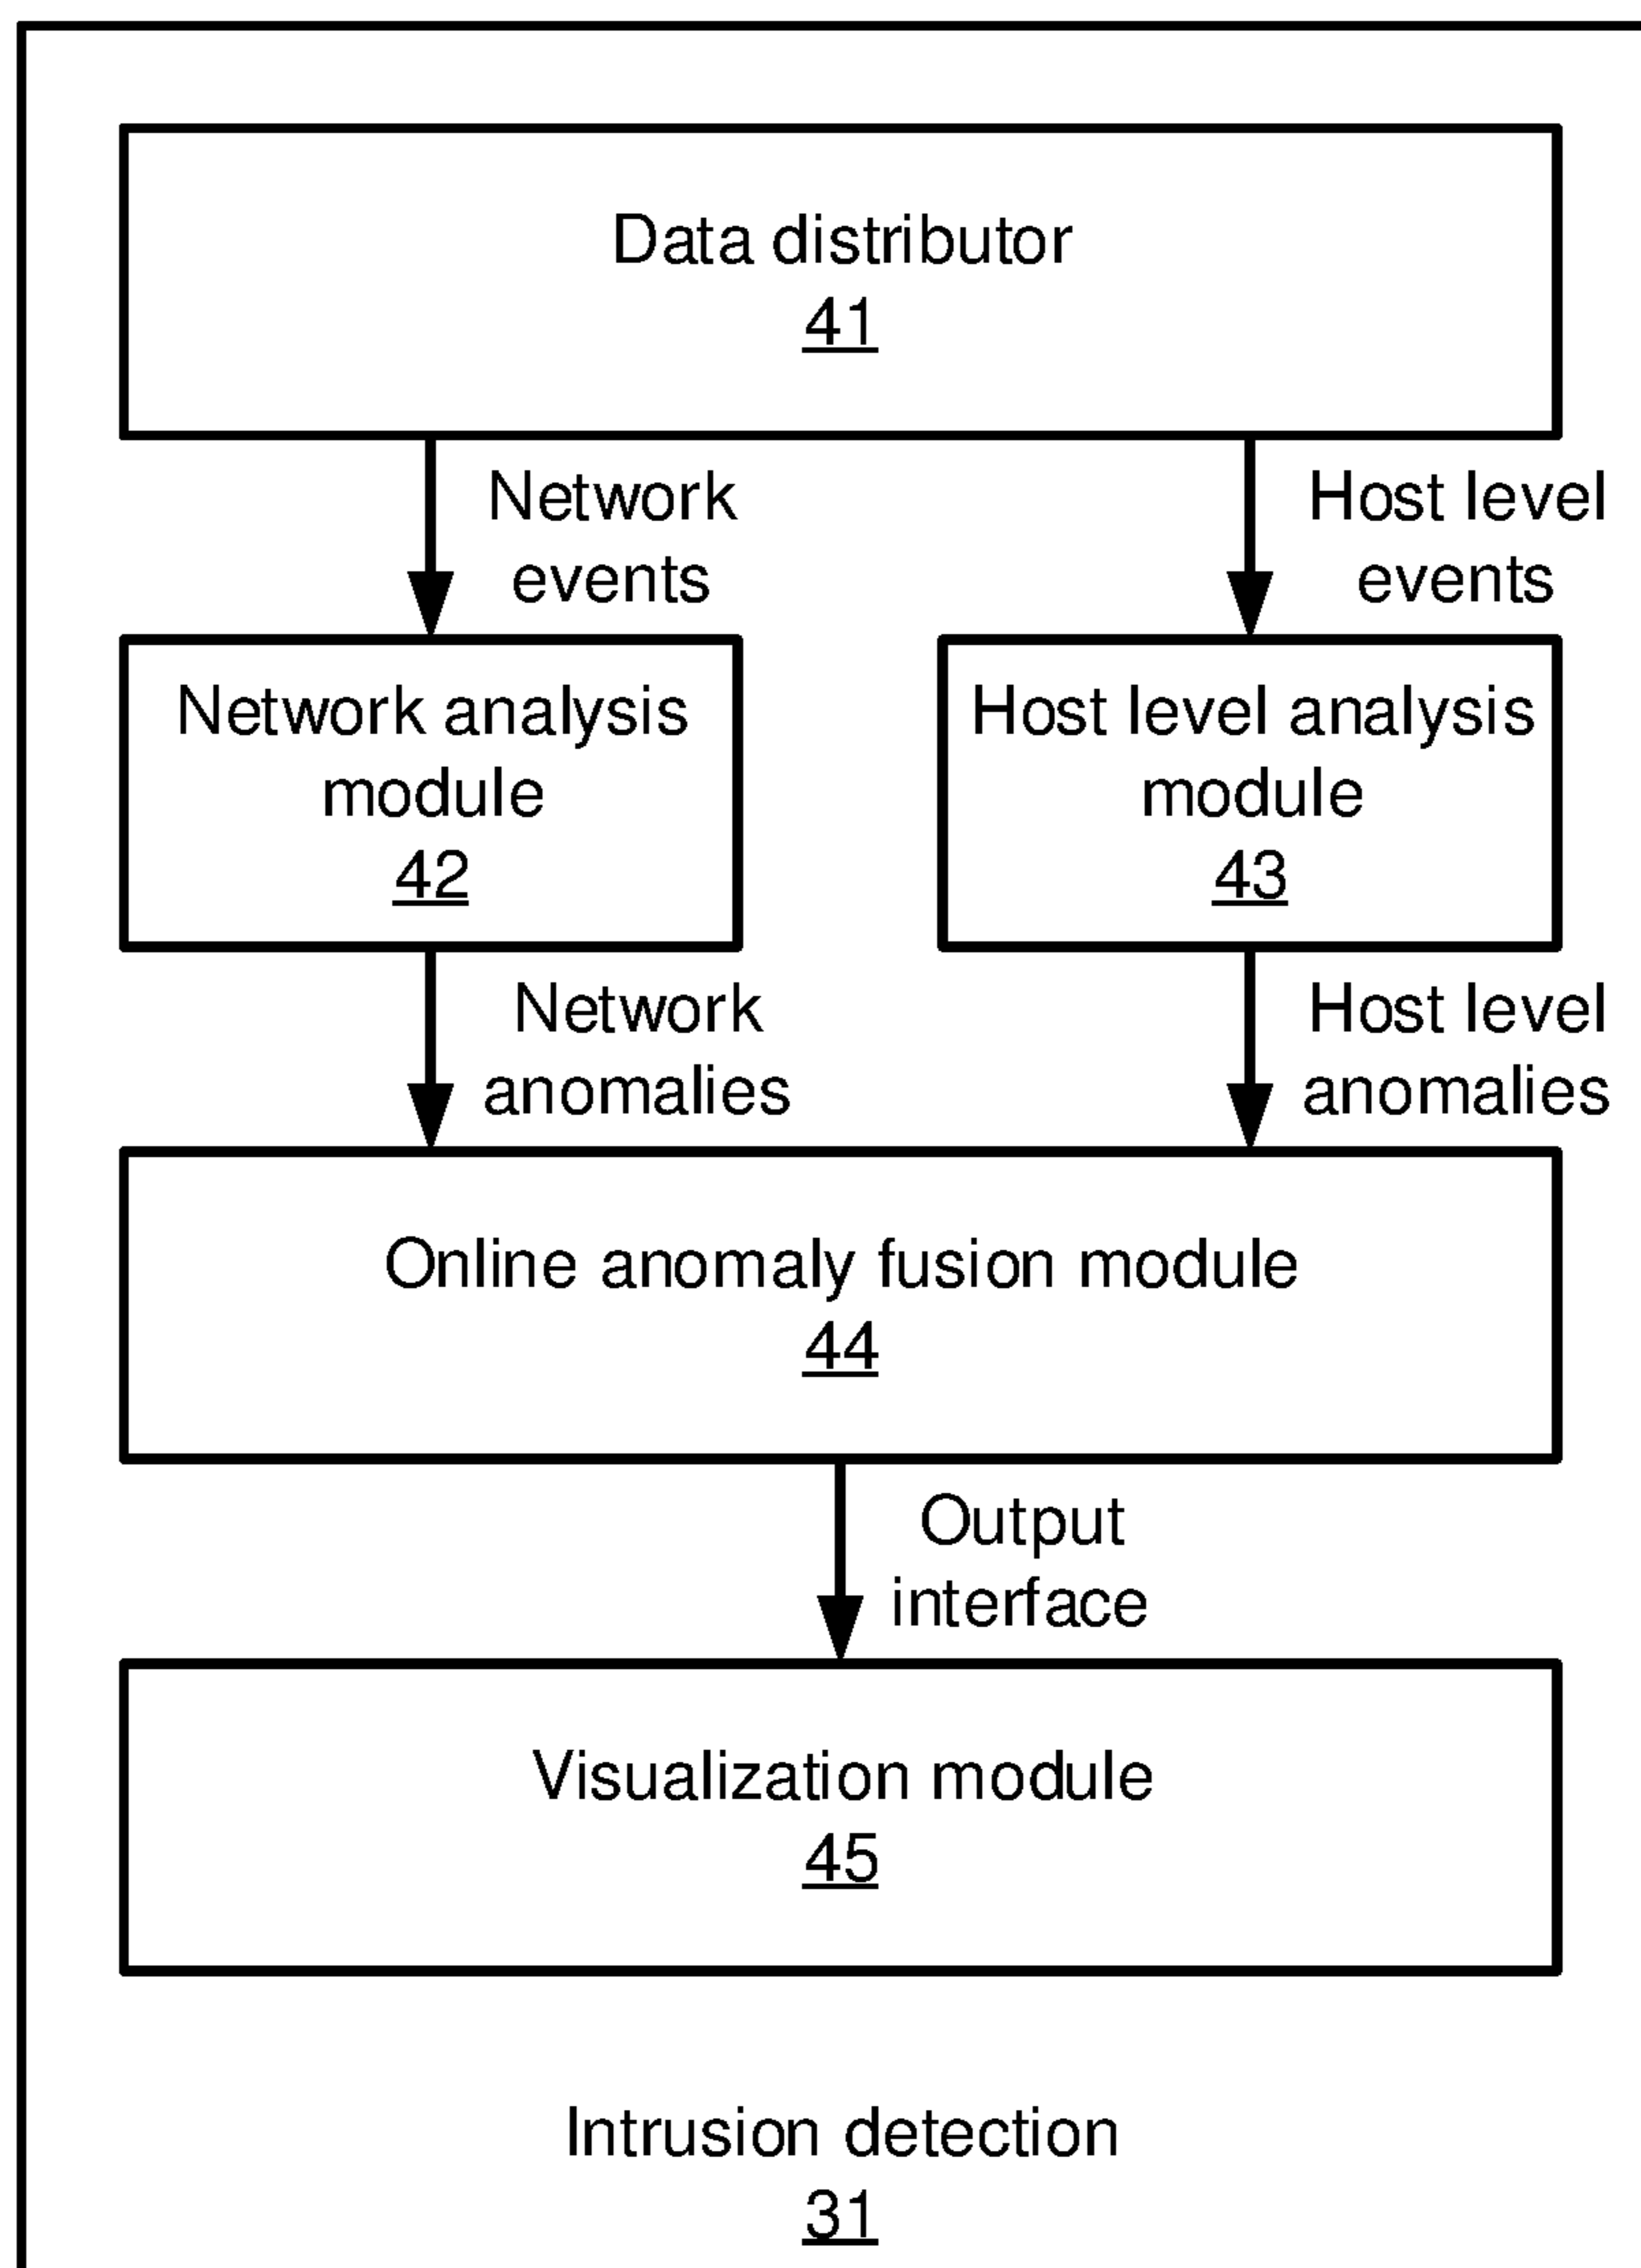 Data distributor
41
Network
events
Host level
events
Network analysis
module
42
Host level analysis
module
43
Network
anomalies
Host level
anomalies
Online anomaly fusion module
44
Output
interface
Visualization module
45
Intrusion detection
31